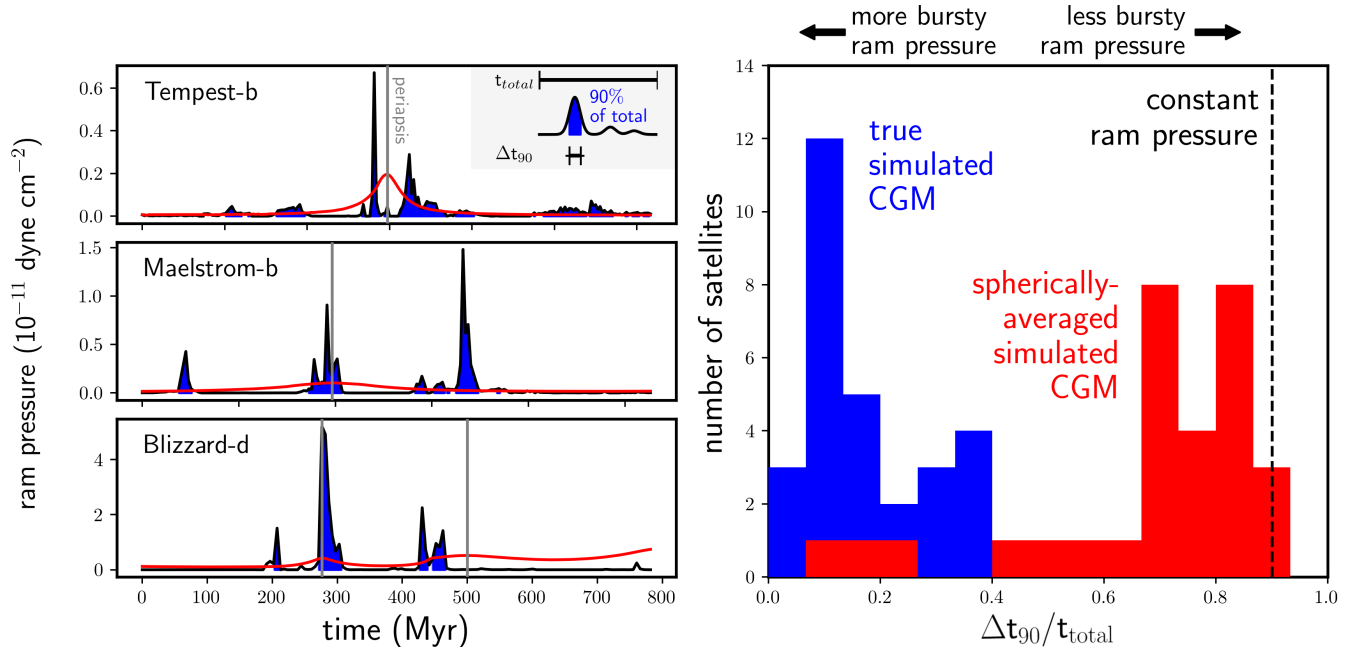 more bursty
ram pressure
less bursty
ram pressure
ram pressure (10⁻¹¹ dyne cm⁻²)
Tempest-b
0.6
0.4
0.2
0.0
periapsis
t_total
90%
of total
Δt₉₀
Maelstrom-b
1.5
1.0
0.5
0.0
Blizzard-d
4
2
0
0 100 200 300 400 500 600 700 800
time (Myr)
number of satellites
14
12
10
8
6
4
2
0
true
simulated
CGM
constant
ram pressure
spherically-
averaged
simulated
CGM
0.0 0.2 0.4 0.6 0.8 1.0
Δt₉₀/t_total